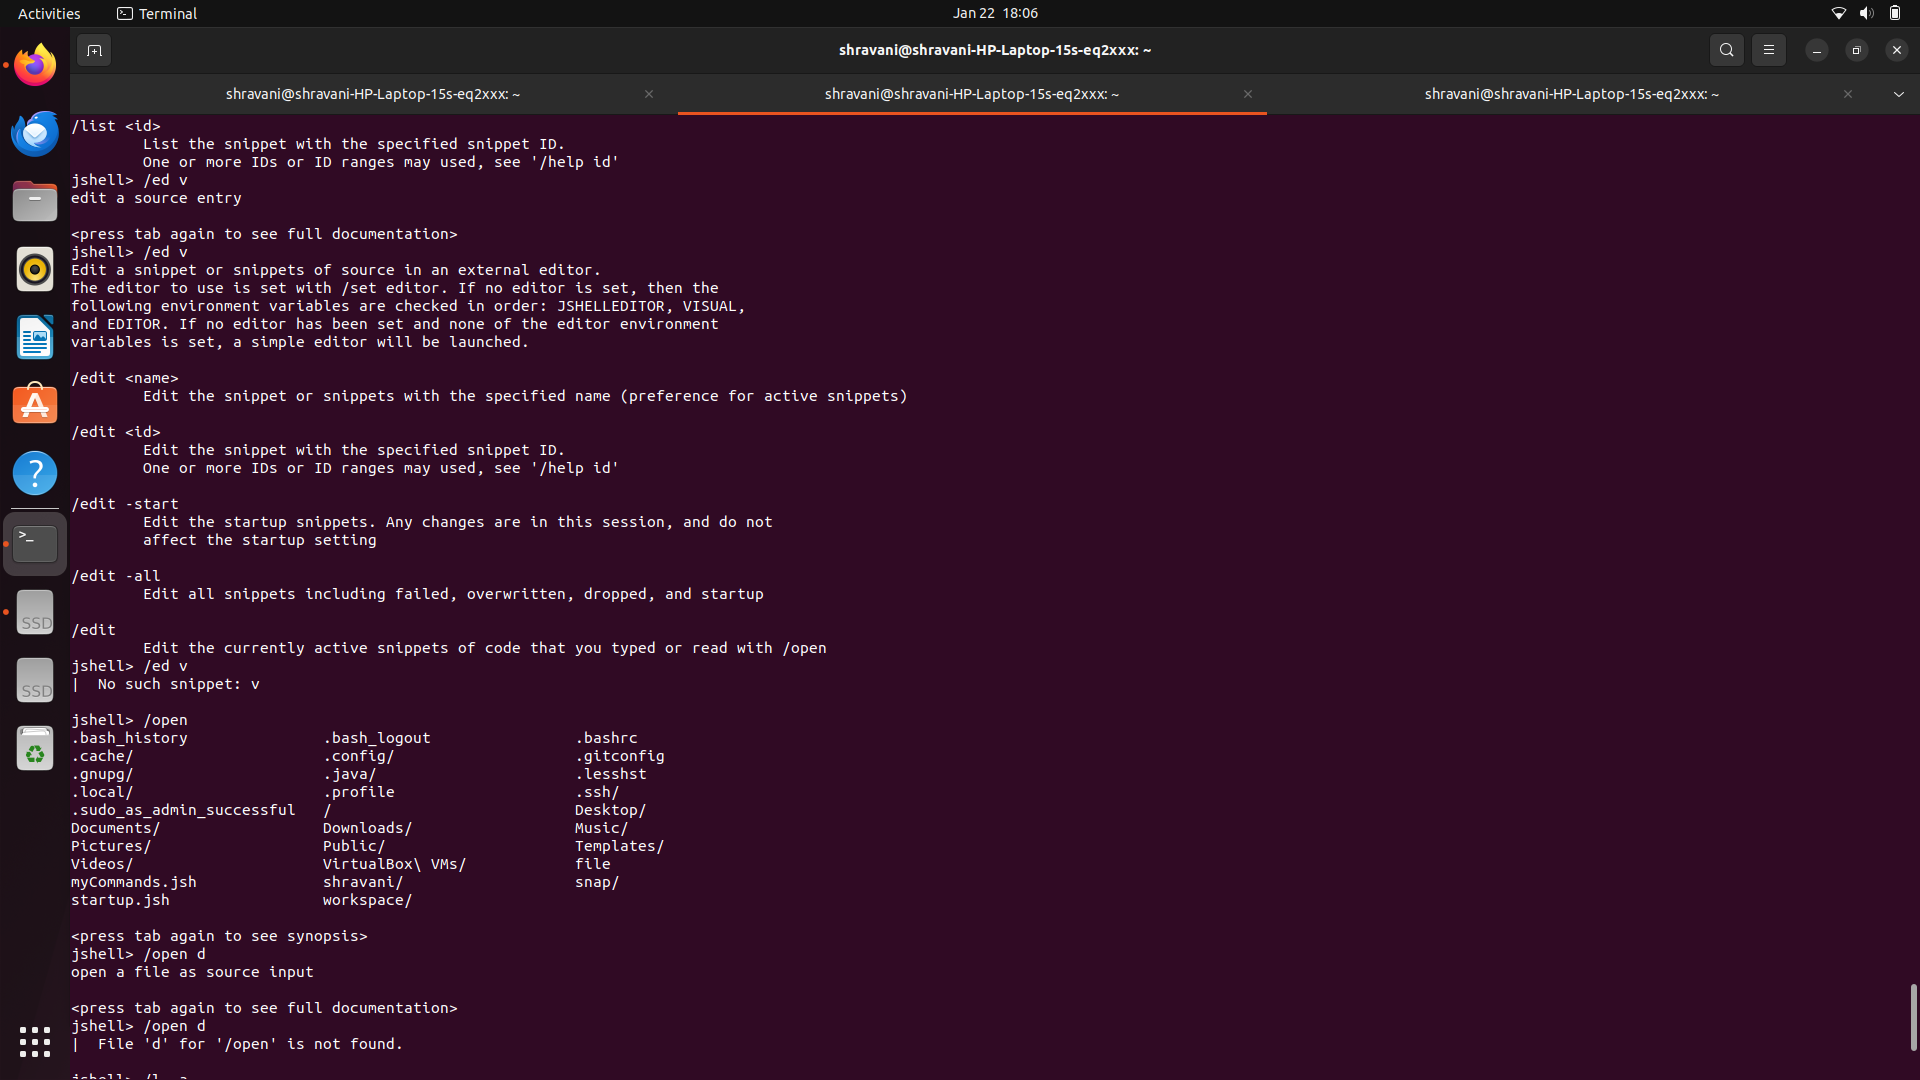 Activities
Terminal
Jan 22 18:06
shravani@shravani-HP-Laptop-15s-eq2xxx: ~
shravani@shravani-HP-Laptop-15s-eq2xxx: ~
shravani@shravani-HP-Laptop-15s-eq2xxx: ~
shravani@shravani-HP-Laptop-15s-eq2xxx: ~
/list <id>
List the snippet with the specified snippet ID.
One or more IDs or ID ranges may used, see '/help id'
jshell> /ed v
edit a source entry
<press tab again to see full documentation>
jshell> /ed v
Edit a snippet or snippets of source in an external editor.
The editor to use is set with /set editor. If no editor is set, then the
following environment variables are checked in order: JSHELLEDITOR, VISUAL,
and EDITOR. If no editor has been set and none of the editor environment
variables is set, a simple editor will be launched.
/edit <name>
Edit the snippet or snippets with the specified name (preference for active snippets)
/edit <id>
Edit the snippet with the specified snippet ID.
One or more IDs or ID ranges may used, see '/help id'
/edit -start
Edit the startup snippets. Any changes are in this session, and do not
affect the startup setting
/edit -all
Edit all snippets including failed, overwritten, dropped, and startup
/edit
Edit the currently active snippets of code that you typed or read with /open
jshell> /ed v
| No such snippet: v
jshell> /open
.bash_history .bash_logout .bashrc
.cache/ .config/ .gitconfig
.gnupg/ .java/ .lesshst
.local/ .profile .ssh/
.sudo_as_admin_successful / Desktop/
Documents/ Downloads/ Music/
Pictures/ Public/ Templates/
Videos/ VirtualBox\ VMs/ file
myCommands.jsh shravani/ snap/
startup.jsh workspace/
<press tab again to see synopsis>
jshell> /open d
open a file as source input
<press tab again to see full documentation>
jshell> /open d
| File 'd' for '/open' is not found.
SSD
SSD